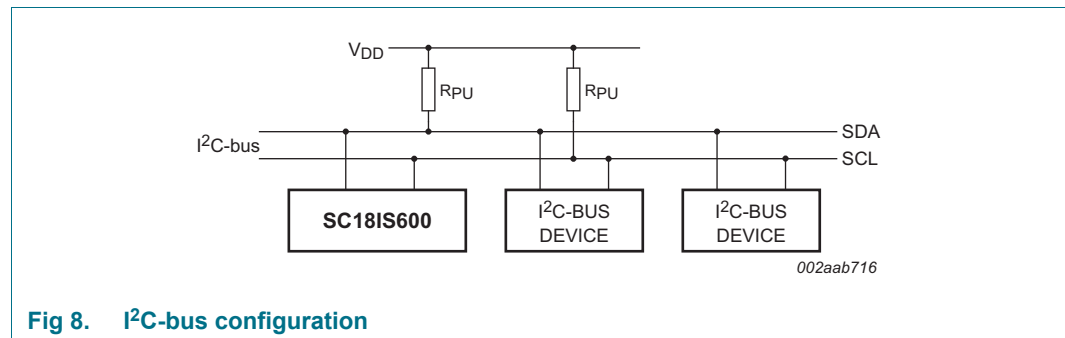 VDD
RPU RPU
SDA
I2C-bus
SCL
SC18IS600 I2C-BUS DEVICE I2C-BUS DEVICE
002aab716
Fig 8. I2C-bus configuration